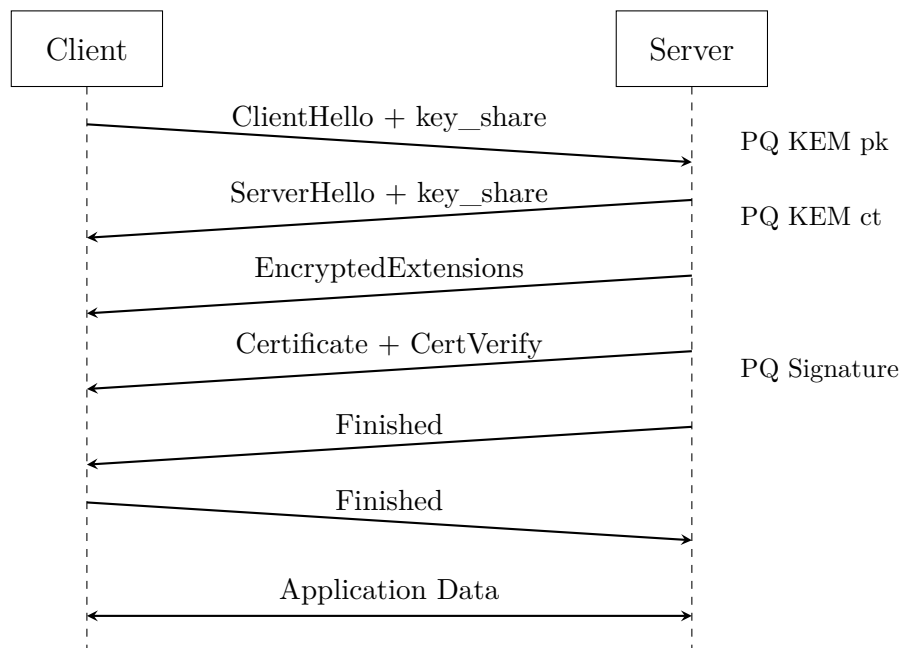 Client
Server
ClientHello + key_share
PQ KEM pk
ServerHello + key_share
PQ KEM ct
EncryptedExtensions
Certificate + CertVerify
PQ Signature
Finished
Finished
Application Data